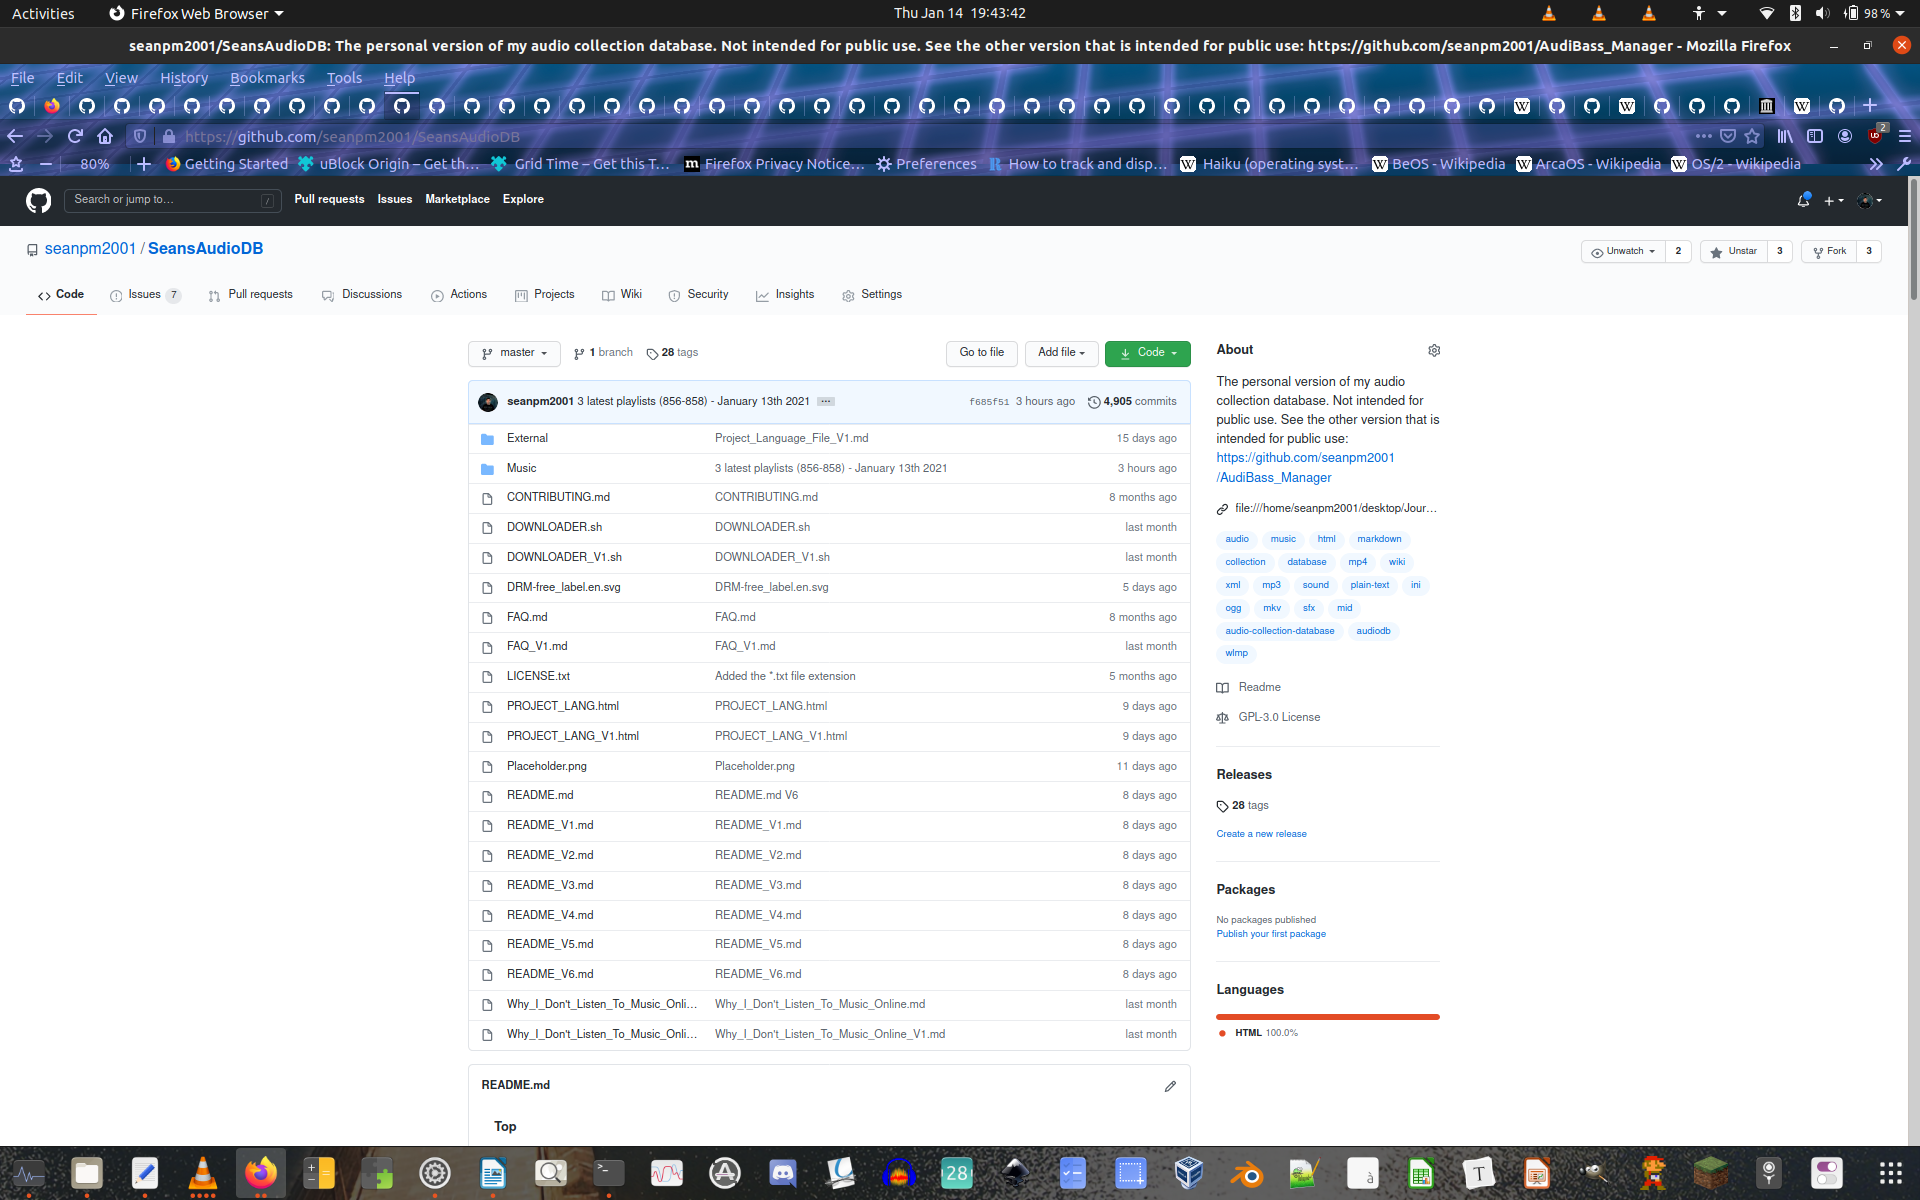 Activities
Firefox Web Browser
Thu Jan 14 19:43:42
98 %
seanpm2001/SeansAudioDB: The personal version of my audio collection database. Not intended for public use. See the other version that is intended for public use: https://github.com/seanpm2001/AudiBass_Manager - Mozilla Firefox
File Edit View History Bookmarks Tools Help
https://github.com/seanpm2001/SeansAudioDB
2
80%
Getting Started
uBlock Origin – Get th…
Grid Time – Get this T…
Firefox Privacy Notice…
Preferences
How to track and disp…
Haiku (operating syst…
BeOS - Wikipedia
ArcaOS - Wikipedia
OS/2 - Wikipedia
Search or jump to… /
Pull requests Issues Marketplace Explore
seanpm2001 / SeansAudioDB
Unwatch 2
Unstar 3
Fork 3
Code
Issues 7
Pull requests
Discussions
Actions
Projects
Wiki
Security
Insights
Settings
master
1 branch
28 tags
Go to file
Add file
Code
seanpm2001 3 latest playlists (856-858) - January 13th 2021 … f685f51 3 hours ago 4,905 commits
External Project_Language_File_V1.md 15 days ago
Music 3 latest playlists (856-858) - January 13th 2021 3 hours ago
CONTRIBUTING.md CONTRIBUTING.md 8 months ago
DOWNLOADER.sh DOWNLOADER.sh last month
DOWNLOADER_V1.sh DOWNLOADER_V1.sh last month
DRM-free_label.en.svg DRM-free_label.en.svg 5 days ago
FAQ.md FAQ.md 8 months ago
FAQ_V1.md FAQ_V1.md last month
LICENSE.txt Added the *.txt file extension 5 months ago
PROJECT_LANG.html PROJECT_LANG.html 9 days ago
PROJECT_LANG_V1.html PROJECT_LANG_V1.html 9 days ago
Placeholder.png Placeholder.png 11 days ago
README.md README.md V6 8 days ago
README_V1.md README_V1.md 8 days ago
README_V2.md README_V2.md 8 days ago
README_V3.md README_V3.md 8 days ago
README_V4.md README_V4.md 8 days ago
README_V5.md README_V5.md 8 days ago
README_V6.md README_V6.md 8 days ago
Why_I_Don't_Listen_To_Music_Onli… Why_I_Don't_Listen_To_Music_Online.md last month
Why_I_Don't_Listen_To_Music_Onli… Why_I_Don't_Listen_To_Music_Online_V1.md last month
README.md
Top
About
The personal version of my audio
collection database. Not intended for
public use. See the other version that is
intended for public use:
https://github.com/seanpm2001
/AudiBass_Manager
file:///home/seanpm2001/desktop/Jour…
audio music html markdown
collection database mp4 wiki
xml mp3 sound plain-text ini
ogg mkv sfx mid
audio-collection-database audiodb
wlmp
Readme
GPL-3.0 License
Releases
28 tags
Create a new release
Packages
No packages published
Publish your first package
Languages
HTML 100.0%
28